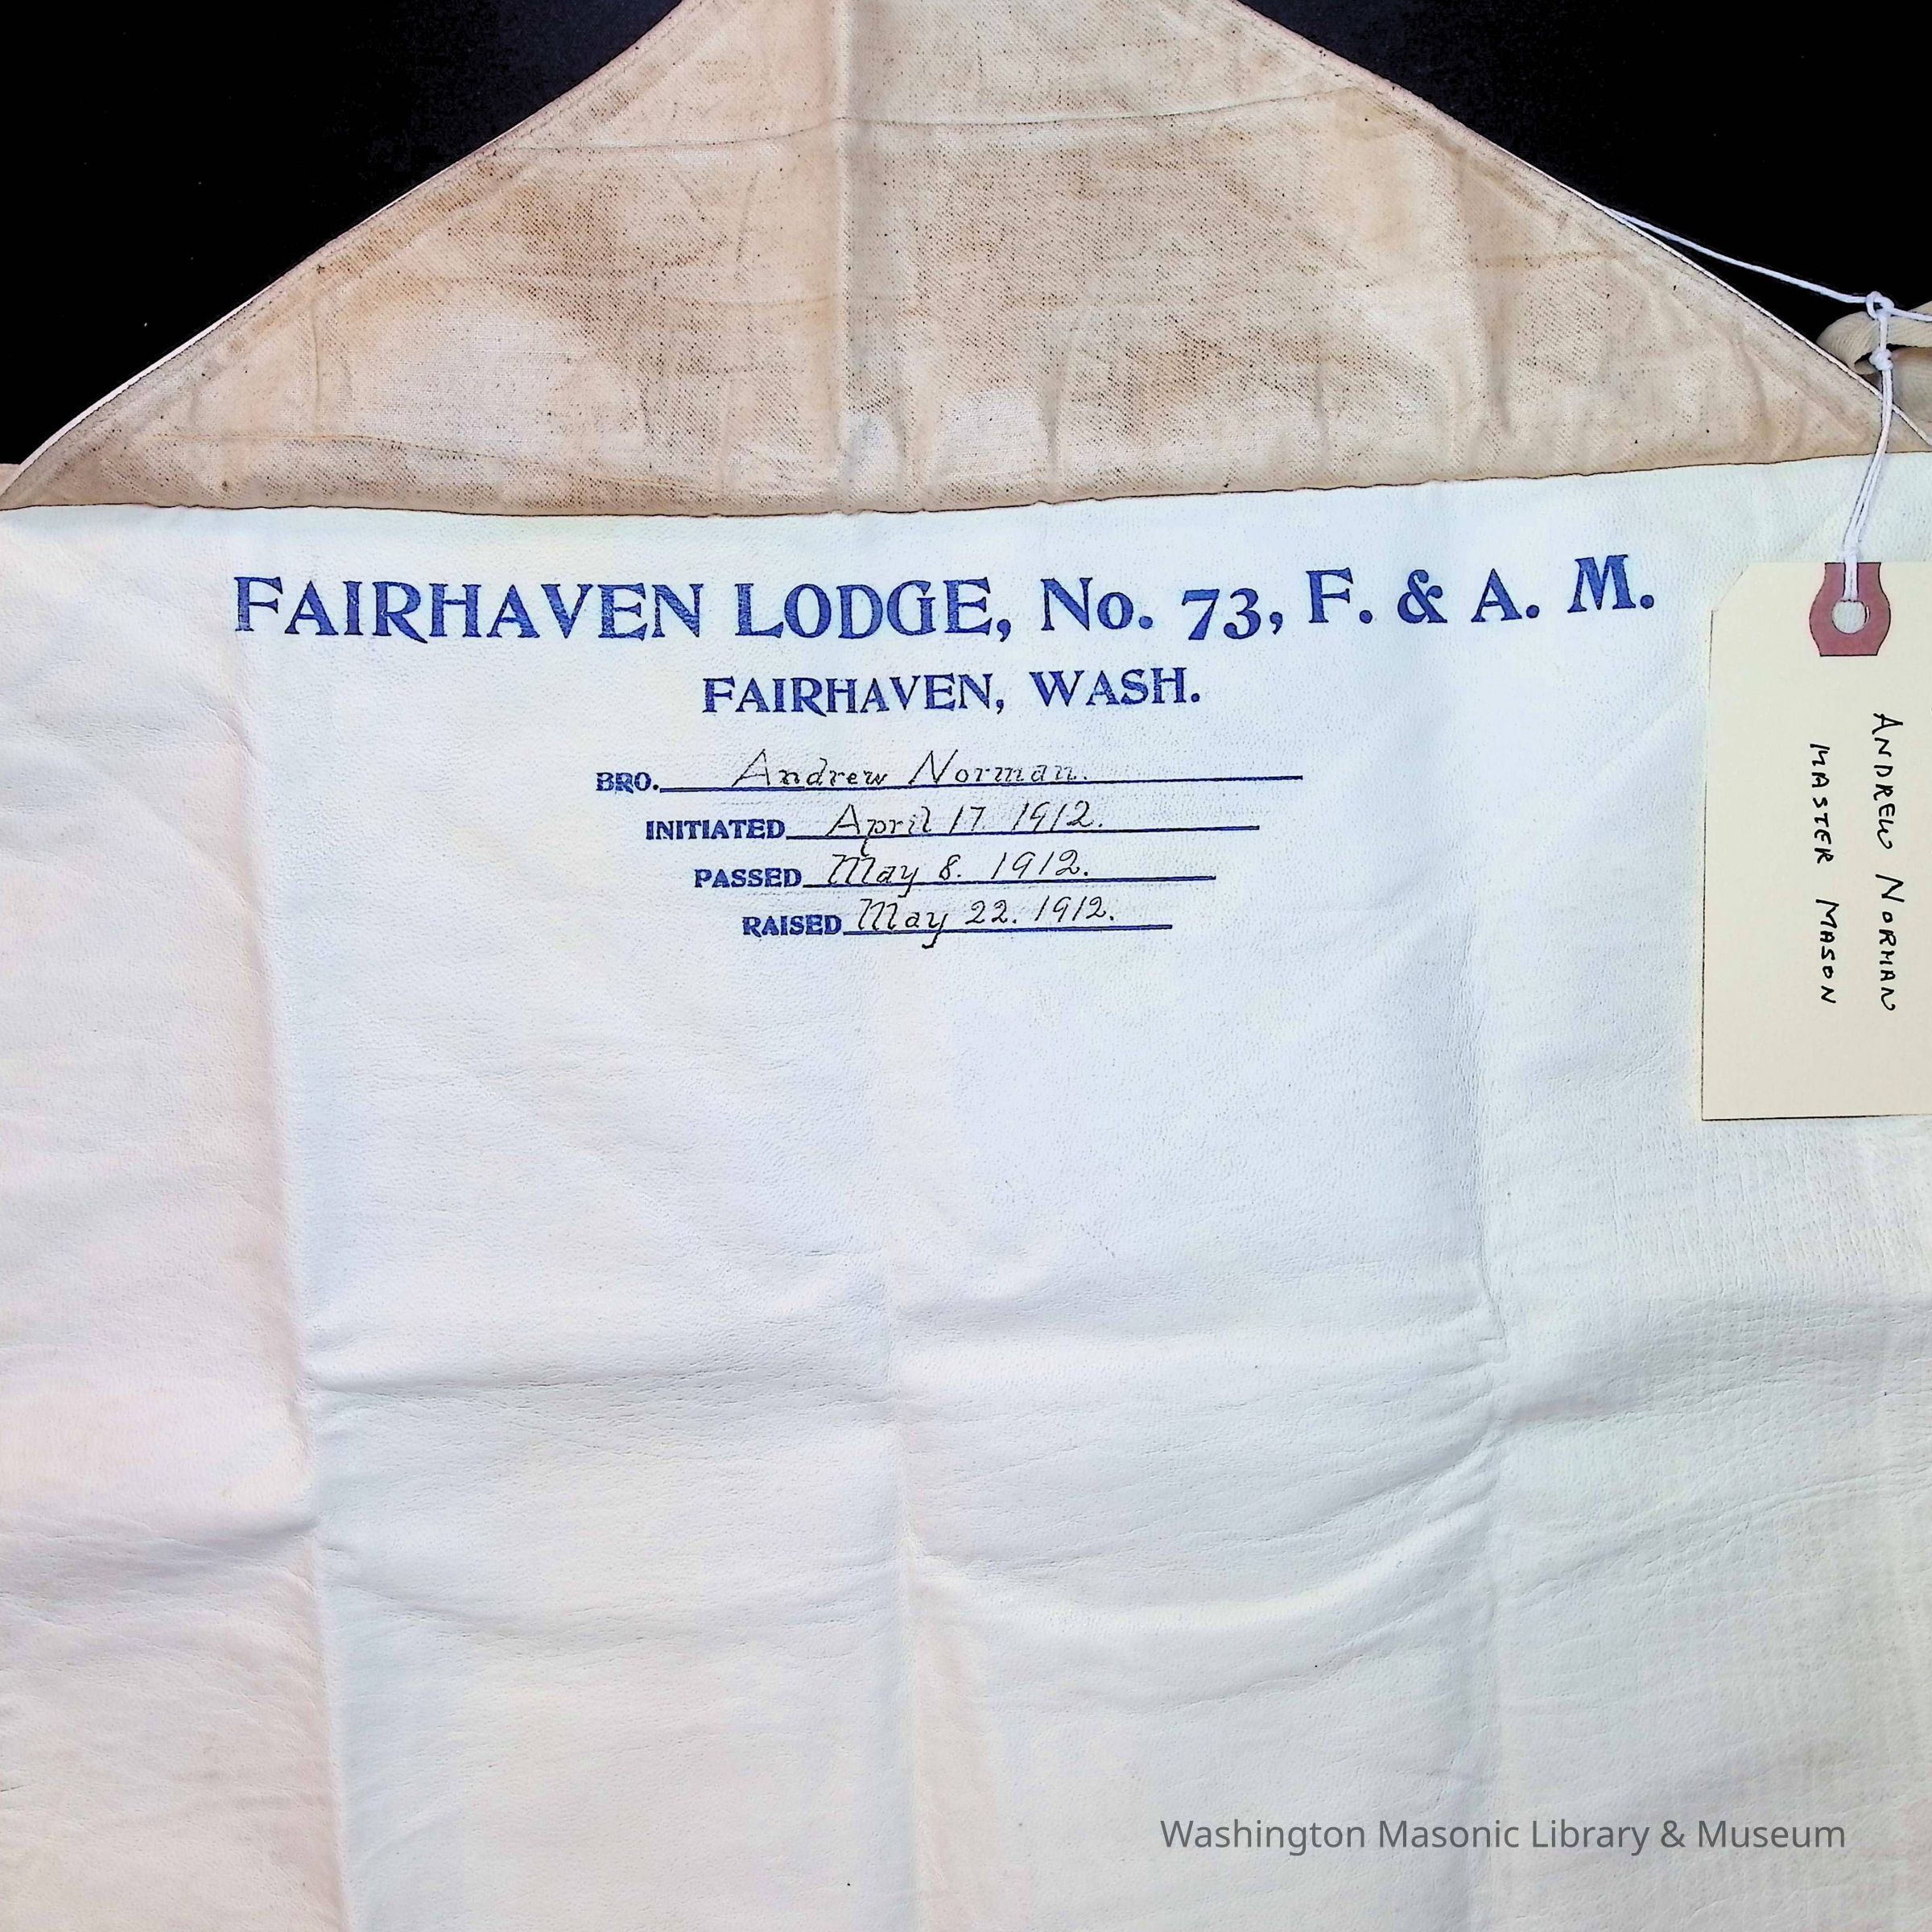 FAIRHAVEN LODGE, No. 73, F. & A. M.
FAIRHAVEN, WASH.
BRO. Andrew Norman.
INITIATED April 17 1912.
PASSED May 8. 1912.
RAISED May 22. 1912.
ANDREW NORMAN
MASTER MASON
Washington Masonic Library & Museum